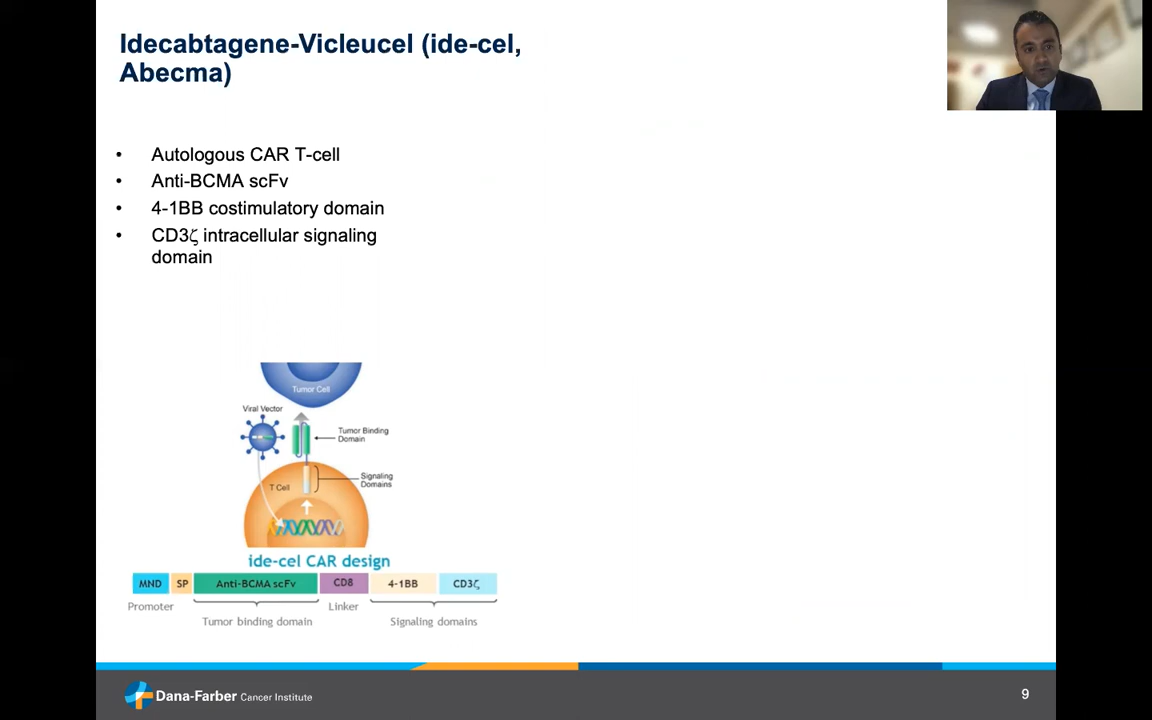 Idecabtagene-Vicleucel (ide-cel,
Abecma)
• Autologous CAR T-cell
• Anti-BCMA scFv
• 4-1BB costimulatory domain
• CD3ζ intracellular signaling
domain
Tumor Cell
Viral Vector
Tumor Binding
Domain
Signaling
Domains
T Cell
ide-cel CAR design
MND SP Anti-BCMA scFv CD8 4-1BB CD3ζ
Promoter Linker
Tumor binding domain Signaling domains
Dana-Farber Cancer Institute
9